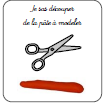 Je sais découper
de la pâte à modeler